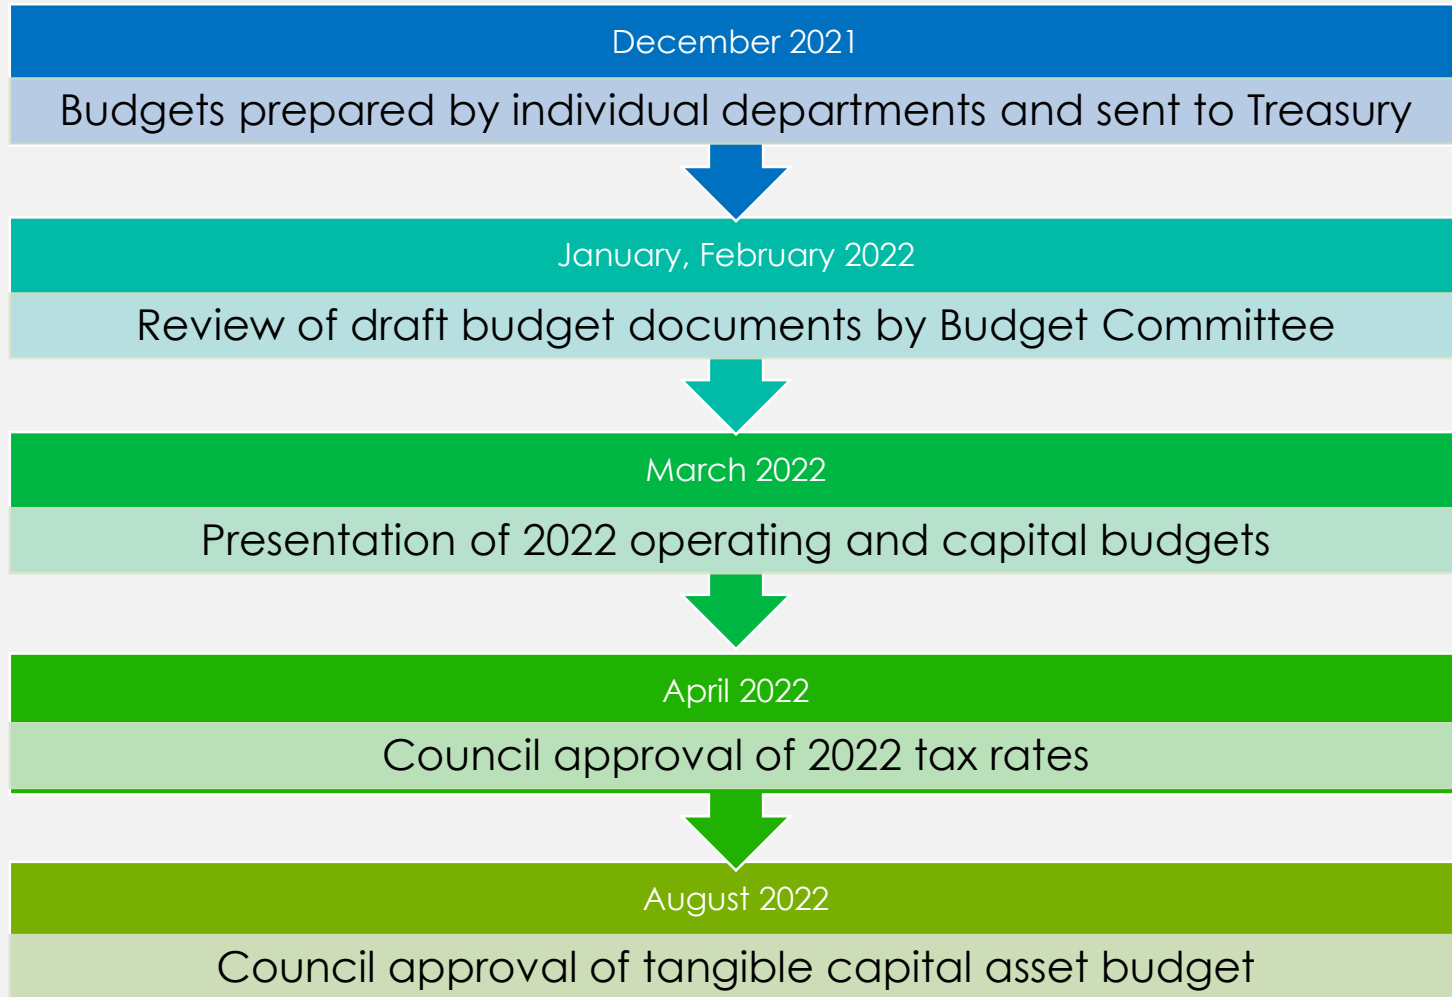 December 2021
Budgets prepared by individual departments and sent to Treasury
January, February 2022
Review of draft budget documents by Budget Committee
March 2022
Presentation of 2022 operating and capital budgets
April 2022
Council approval of 2022 tax rates
August 2022
Council approval of tangible capital asset budget